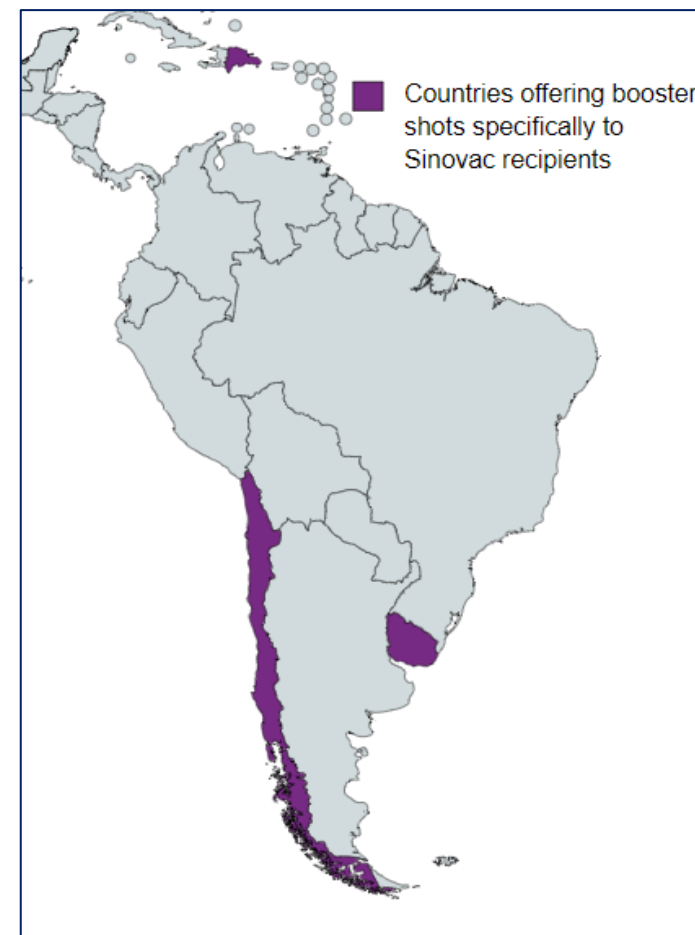 Countries offering booster
shots specifically to
Sinovac recipients